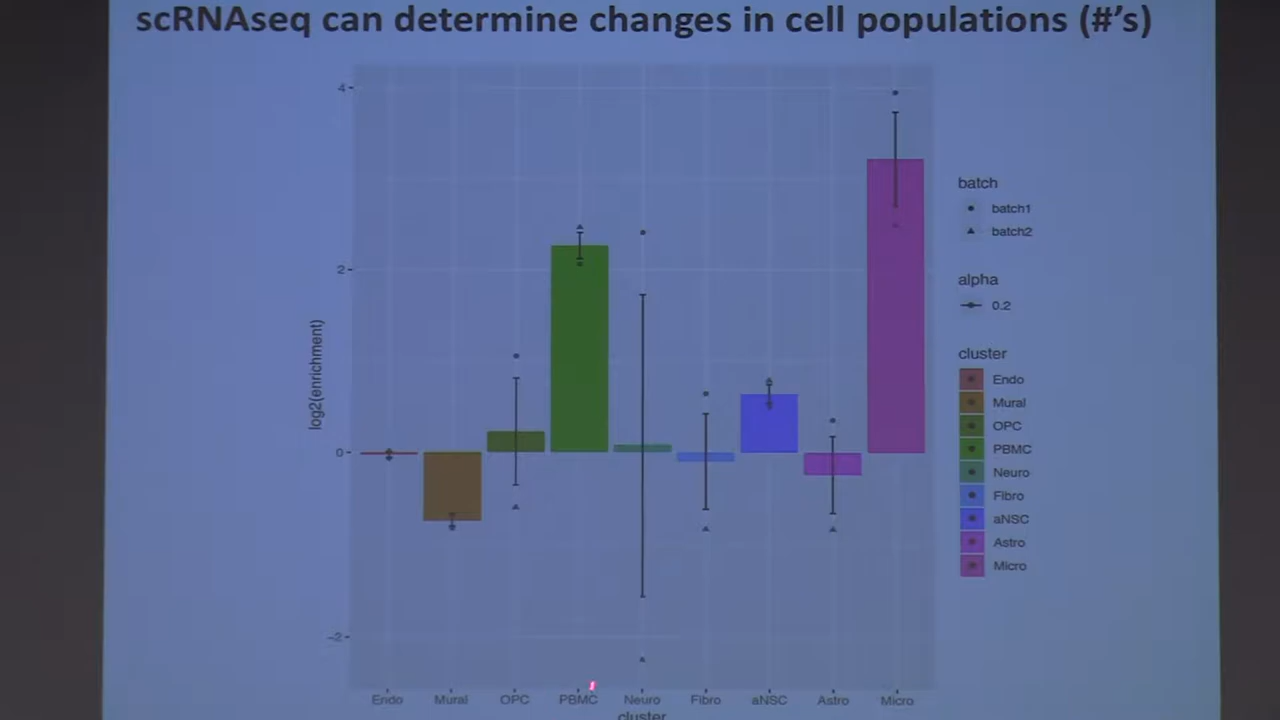 scRNAseq can determine changes in cell populations (#'s)
4
2
0
-2
log2(enrichment)
Endo Mural OPC PBMC Neuro Fibro aNSC Astro Micro
cluster
batch
batch1
batch2
alpha
0.2
cluster
Endo
Mural
OPC
PBMC
Neuro
Fibro
aNSC
Astro
Micro